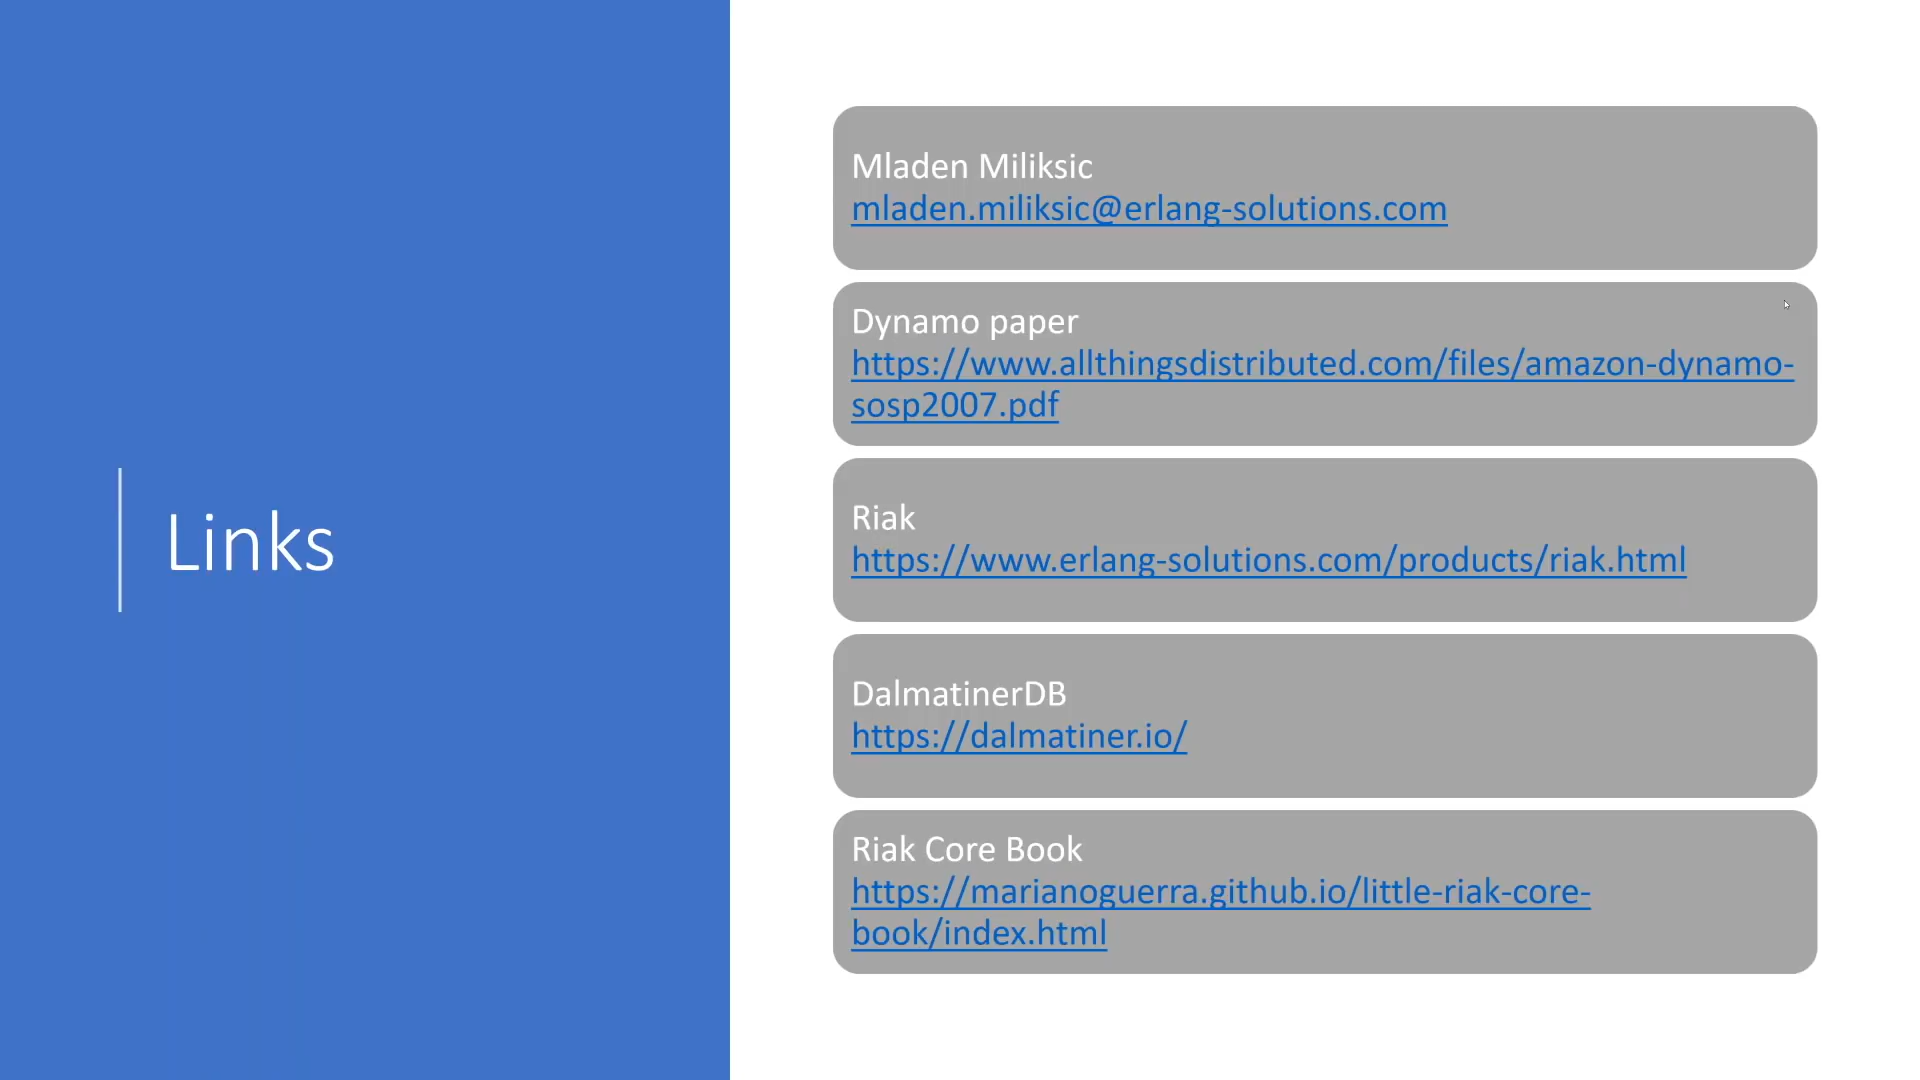 Links
Mladen Miliksic
mladen.miliksic@erlang-solutions.com
Dynamo paper
https://www.allthingsdistributed.com/files/amazon-dynamo-
sosp2007.pdf
Riak
https://www.erlang-solutions.com/products/riak.html
DalmatinerDB
https://dalmatiner.io/
Riak Core Book
https://marianoguerra.github.io/little-riak-core-
book/index.html